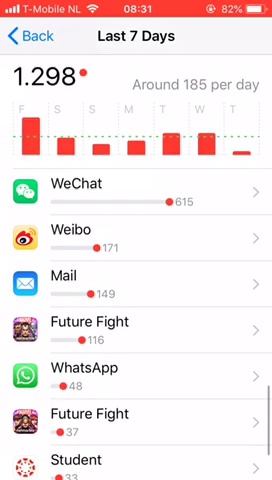 T-Mobile NL 08:31 82%
Back Last 7 Days
1.298 Around 185 per day
F S S M T W T
WeChat
615
Weibo
171
Mail
149
Future Fight
116
WhatsApp
48
Future Fight
37
Student
33